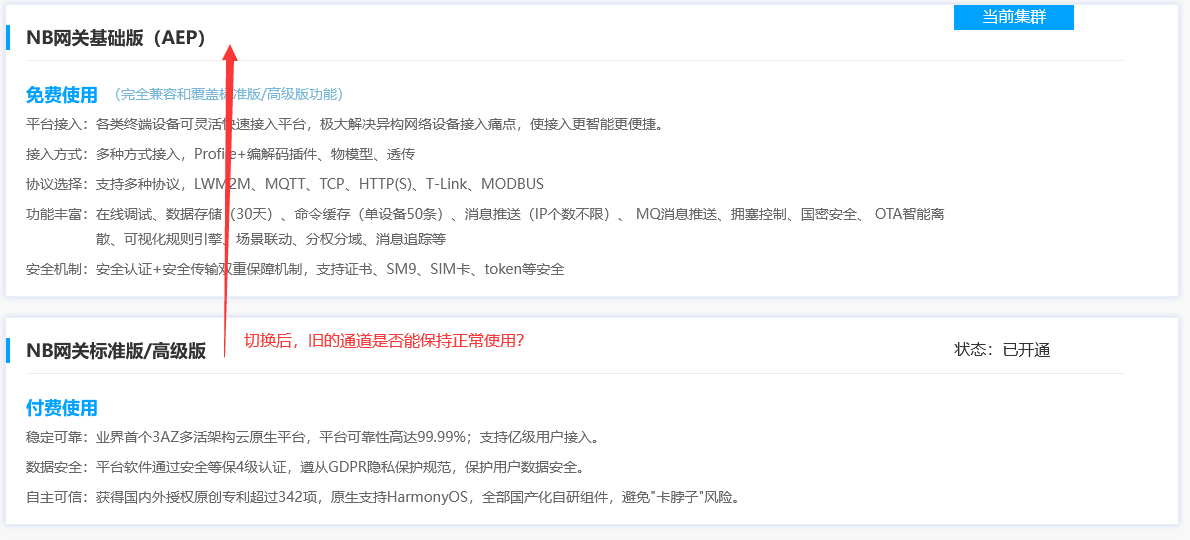 当前集群
NB网关基础版（AEP）
免费使用 （完全兼容和覆盖标准版/高级版功能）
平台接入：各类终端设备可灵活快速接入平台，极大解决异构网络设备接入痛点，使接入更智能更便捷。
接入方式：多种方式接入，Profile+编解码插件、物模型、透传
协议选择：支持多种协议，LWM2M、MQTT、TCP、HTTP(S)、T-Link、MODBUS
功能丰富：在线调试、数据存储（30天）、命令缓存（单设备50条）、消息推送（IP个数不限）、 MQ消息推送、拥塞控制、国密安全、 OTA智能离
散、可视化规则引擎、场景联动、分权分域、消息追踪等
安全机制：安全认证+安全传输双重保障机制，支持证书、SM9、SIM卡、token等安全
切换后，旧的通道是否能保持正常使用？
NB网关标准版/高级版 状态：已开通
付费使用
稳定可靠：业界首个3AZ多活架构云原生平台，平台可靠性高达99.99%；支持亿级用户接入。
数据安全：平台软件通过安全等保4级认证，遵从GDPR隐私保护规范，保护用户数据安全。
自主可信：获得国内外授权原创专利超过342项，原生支持HarmonyOS，全部国产化自研组件，避免"卡脖子"风险。